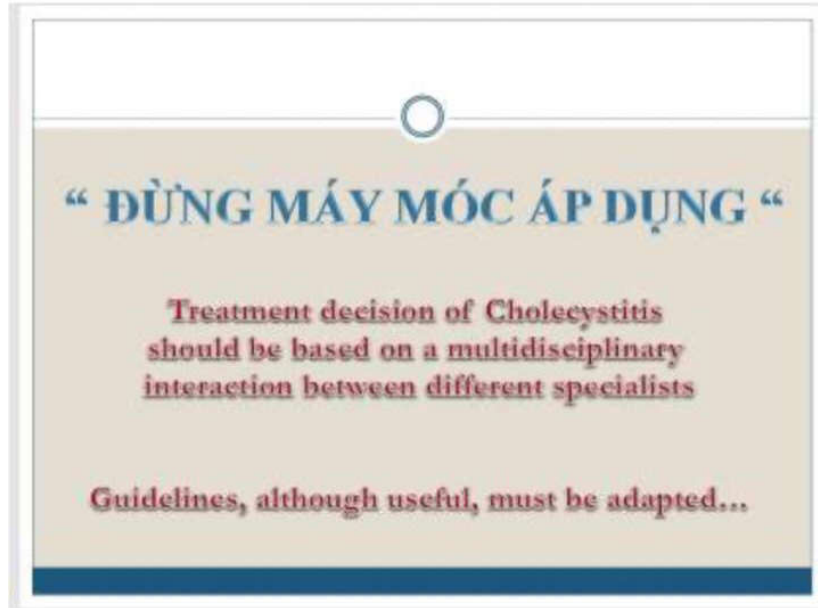 “ ĐỪNG MÁY MÓC ÁP DỤNG “
Treatment decision of Cholecystitis
should be based on a multidisciplinary
interaction between different specialists
Guidelines, although useful, must be adapted...